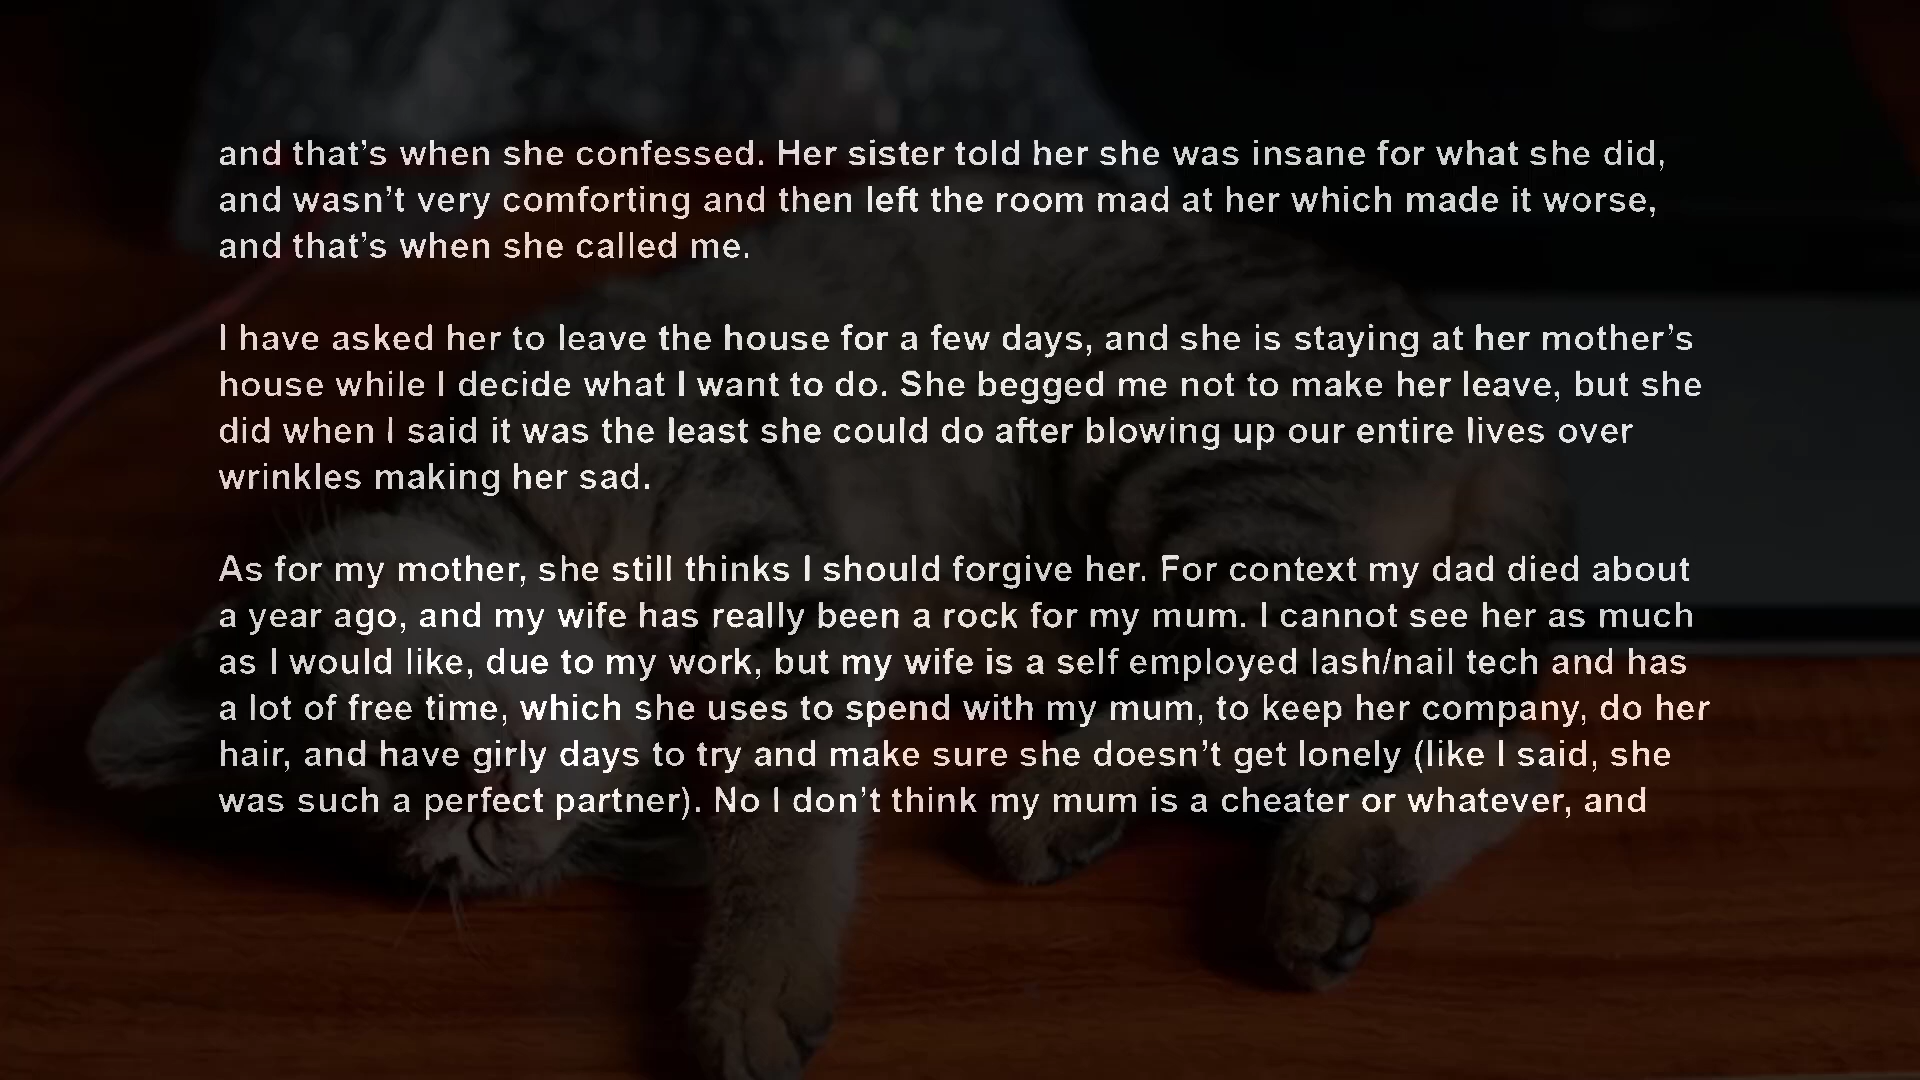 and that’s when she confessed. Her sister told her she was insane for what she did,
and wasn’t very comforting and then left the room mad at her which made it worse,
and that’s when she called me.
I have asked her to leave the house for a few days, and she is staying at her mother’s
house while I decide what I want to do. She begged me not to make her leave, but she
did when I said it was the least she could do after blowing up our entire lives over
wrinkles making her sad.
As for my mother, she still thinks I should forgive her. For context my dad died about
a year ago, and my wife has really been a rock for my mum. I cannot see her as much
as I would like, due to my work, but my wife is a self employed lash/nail tech and has
a lot of free time, which she uses to spend with my mum, to keep her company, do her
hair, and have girly days to try and make sure she doesn’t get lonely (like I said, she
was such a perfect partner). No I don’t think my mum is a cheater or whatever, and